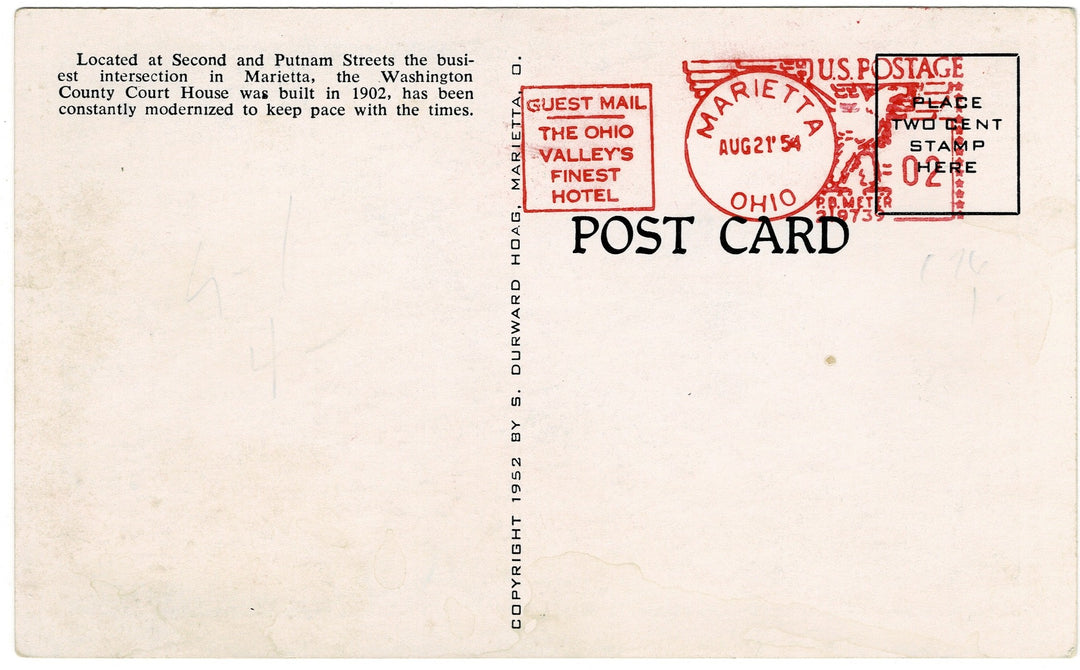 Located at Second and Putnam Streets the busi-
est intersection in Marietta, the Washington
County Court House was built in 1902, has been
constantly modernized to keep pace with the times.
COPYRIGHT 1952 BY S. DURWARD HOAG, MARIETTA, O.
GUEST MAIL
THE OHIO
VALLEY'S
FINEST
HOTEL
MARIETTA
AUG21'54
OHIO
U.S. POSTAGE
02
P.B. METER
219739
PLACE
TWO CENT
STAMP
HERE
POST CARD